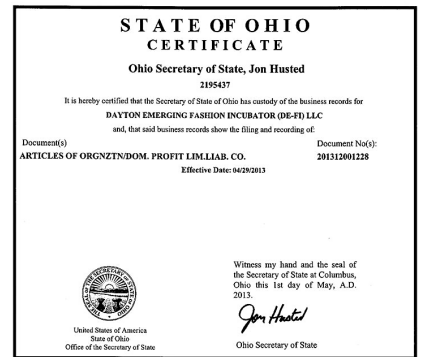 STATE OF OHIO
CERTIFICATE
Ohio Secretary of State, Jon Husted
2195437
It is hereby certified that the Secretary of State of Ohio has custody of the business records for
DAYTON EMERGING FASHION INCUBATOR (DE-FI) LLC
and, that said business records show the filing and recording of:
Document(s) Document No(s):
ARTICLES OF ORGNZTN/DOM. PROFIT LIM.LIAB. CO. 201312001228
Effective Date: 04/29/2013
Witness my hand and the seal of
the Secretary of State at Columbus,
Ohio this 1st day of May, A.D.
2013.
Jon Husted
Ohio Secretary of State
United States of America
State of Ohio
Office of the Secretary of State